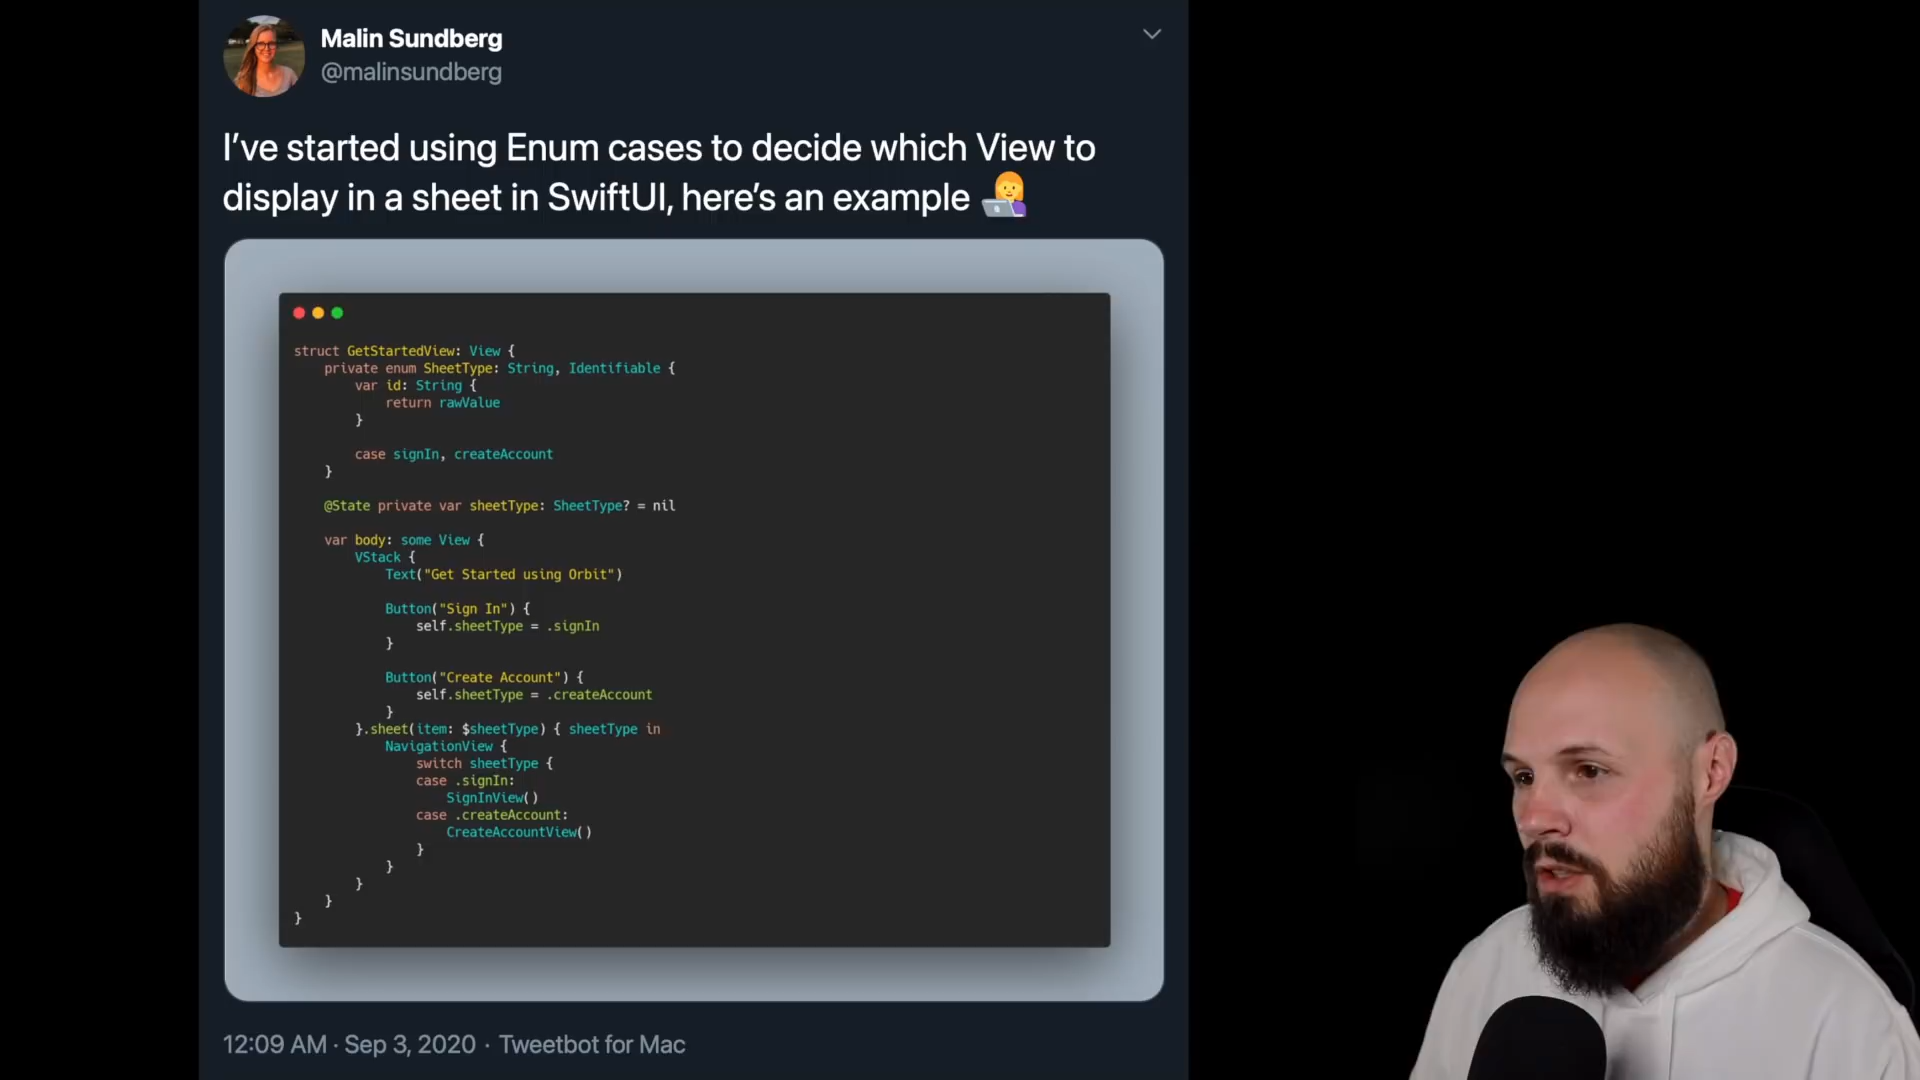 Malin Sundberg
@malinsundberg
I’ve started using Enum cases to decide which View to
display in a sheet in SwiftUI, here’s an example 👩‍💻
struct GetStartedView: View {
    private enum SheetType: String, Identifiable {
        var id: String {
            return rawValue
        }
        case signIn, createAccount
    }
    @State private var sheetType: SheetType? = nil
    var body: some View {
        VStack {
            Text("Get Started using Orbit")
            Button("Sign In") {
                self.sheetType = .signIn
            }
            Button("Create Account") {
                self.sheetType = .createAccount
            }
        }.sheet(item: $sheetType) { sheetType in
            NavigationView {
                switch sheetType {
                case .signIn:
                    SignInView()
                case .createAccount:
                    CreateAccountView()
                }
            }
        }
    }
}
12:09 AM · Sep 3, 2020 · Tweetbot for Mac